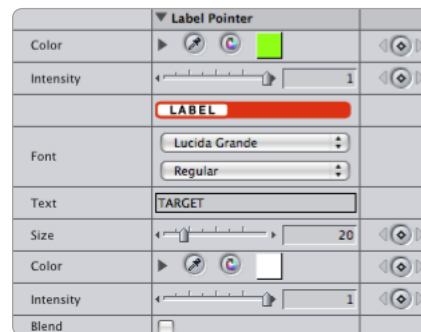 Label Pointer
Color
Intensity 1
LABEL
Font Lucida Grande
Regular
Text TARGET
Size 20
Color
Intensity 1
Blend